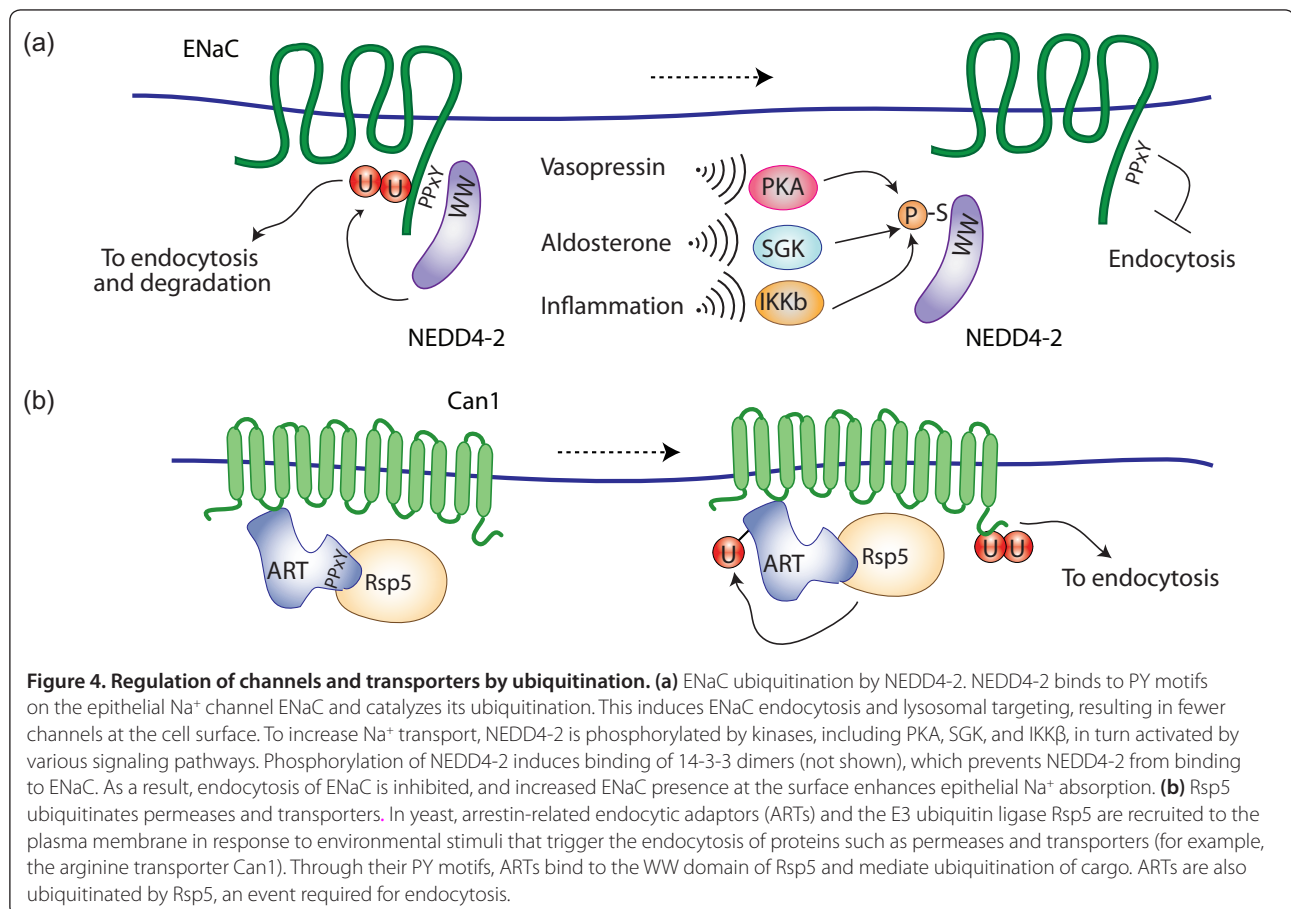 (a)
ENaC
U U
PPxY
WW
To endocytosis
and degradation
NEDD4-2
Vasopressin
PKA
Aldosterone
SGK
Inflammation
IKKb
P-S
WW
NEDD4-2
PPxY
Endocytosis
(b)
Can1
ART
PPxY
Rsp5
U
ART
Rsp5
U U
To endocytosis
Figure 4. Regulation of channels and transporters by ubiquitination. (a) ENaC ubiquitination by NEDD4-2. NEDD4-2 binds to PY motifs
on the epithelial Na⁺ channel ENaC and catalyzes its ubiquitination. This induces ENaC endocytosis and lysosomal targeting, resulting in fewer
channels at the cell surface. To increase Na⁺ transport, NEDD4-2 is phosphorylated by kinases, including PKA, SGK, and IKKβ, in turn activated by
various signaling pathways. Phosphorylation of NEDD4-2 induces binding of 14-3-3 dimers (not shown), which prevents NEDD4-2 from binding
to ENaC. As a result, endocytosis of ENaC is inhibited, and increased ENaC presence at the surface enhances epithelial Na⁺ absorption. (b) Rsp5
ubiquitinates permeases and transporters. In yeast, arrestin-related endocytic adaptors (ARTs) and the E3 ubiquitin ligase Rsp5 are recruited to the
plasma membrane in response to environmental stimuli that trigger the endocytosis of proteins such as permeases and transporters (for example,
the arginine transporter Can1). Through their PY motifs, ARTs bind to the WW domain of Rsp5 and mediate ubiquitination of cargo. ARTs are also
ubiquitinated by Rsp5, an event required for endocytosis.